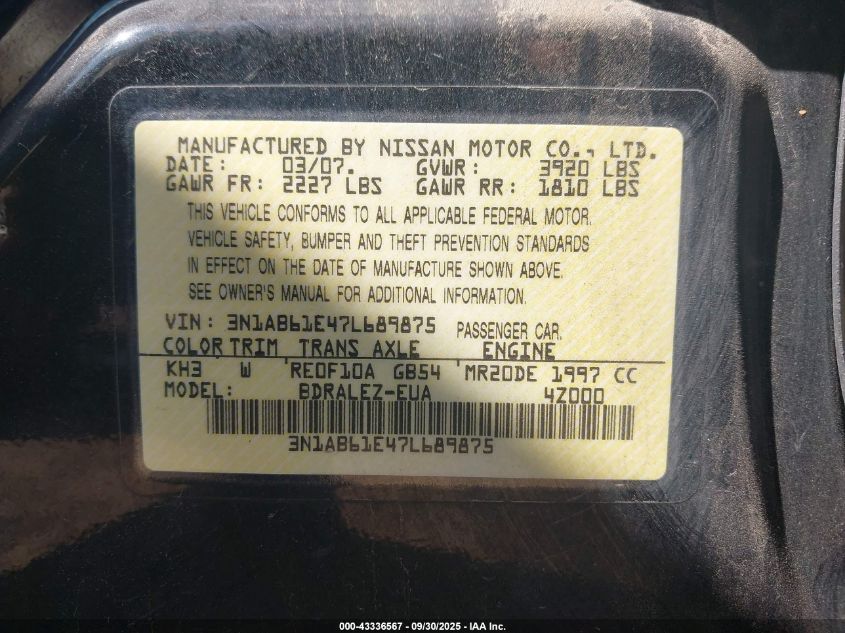 MANUFACTURED BY NISSAN MOTOR CO., LTD.
DATE: 03/07. GVWR: 3920 LBS
GAWR FR: 2227 LBS GAWR RR: 1810 LBS
THIS VEHICLE CONFORMS TO ALL APPLICABLE FEDERAL MOTOR.
VEHICLE SAFETY, BUMPER AND THEFT PREVENTION STANDARDS
IN EFFECT ON THE DATE OF MANUFACTURE SHOWN ABOVE.
SEE OWNER'S MANUAL FOR ADDITIONAL INFORMATION.
VIN: 3N1AB61E47L689875 PASSENGER CAR.
COLOR TRIM TRANS AXLE ENGINE
KH3 W 'RE0F10A GB54 'MR20DE 1997 CC
MODEL: BDRALEZ-EUA 4Z000
3N1AB61E47L689875
000-43336567 - 09/30/2025 - IAA Inc.